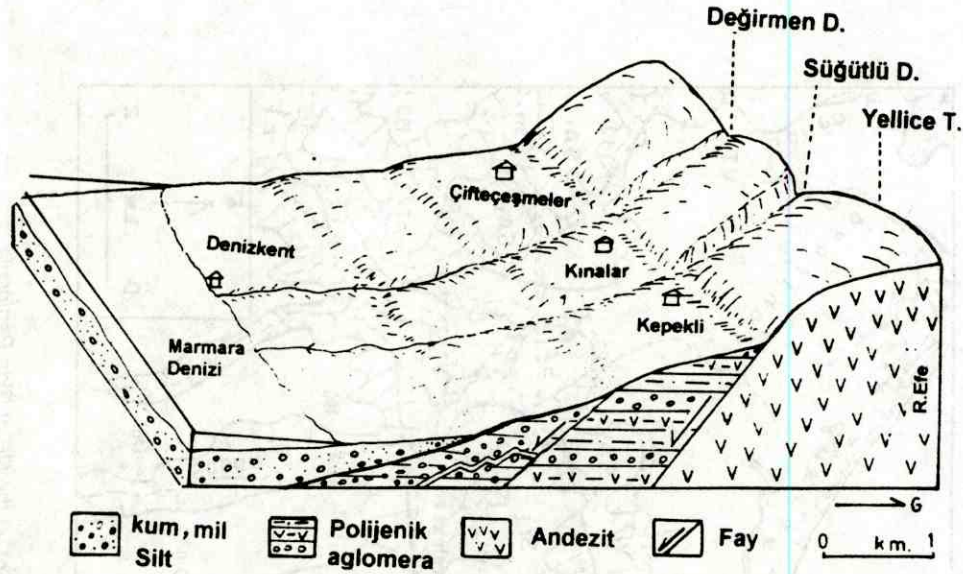 Değirmen D.
Süğütlü D.
Yellice T.
Çifteçeşmeler
Denizkent
Kınalar
Kepekli
Marmara
Denizi
R.Efe
G
kum, mil
Silt
Polijenik
aglomera
Andezit
Fay
0 km. 1